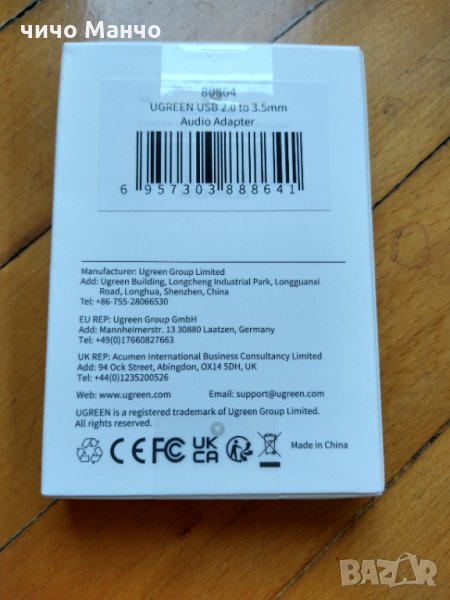 чичо Манчо
80864
UGREEN USB 2.0 to 3.5mm
Audio Adapter
6 957303 888641
Manufacturer: Ugreen Group Limited
Add: Ugreen Building, Longcheng Industrial Park, Longguanxi
Road, Longhua, Shenzhen, China
Tel: +86-755-28066530
EU REP: Ugreen Group GmbH
Add: Mannheimerstr. 13 30880 Laatzen, Germany
Tel: +49(0)17660827663
UK REP: Acumen International Business Consultancy Limited
Add: 94 Ock Street, Abingdon, OX14 5DH, UK
Tel: +44(0)1235200526
Web: www.ugreen.com Email: support@ugreen.com
UGREEN is a registered trademark of Ugreen Group Limited.
All rights reserved.
CE FC UK CA Made in China
BAZAR